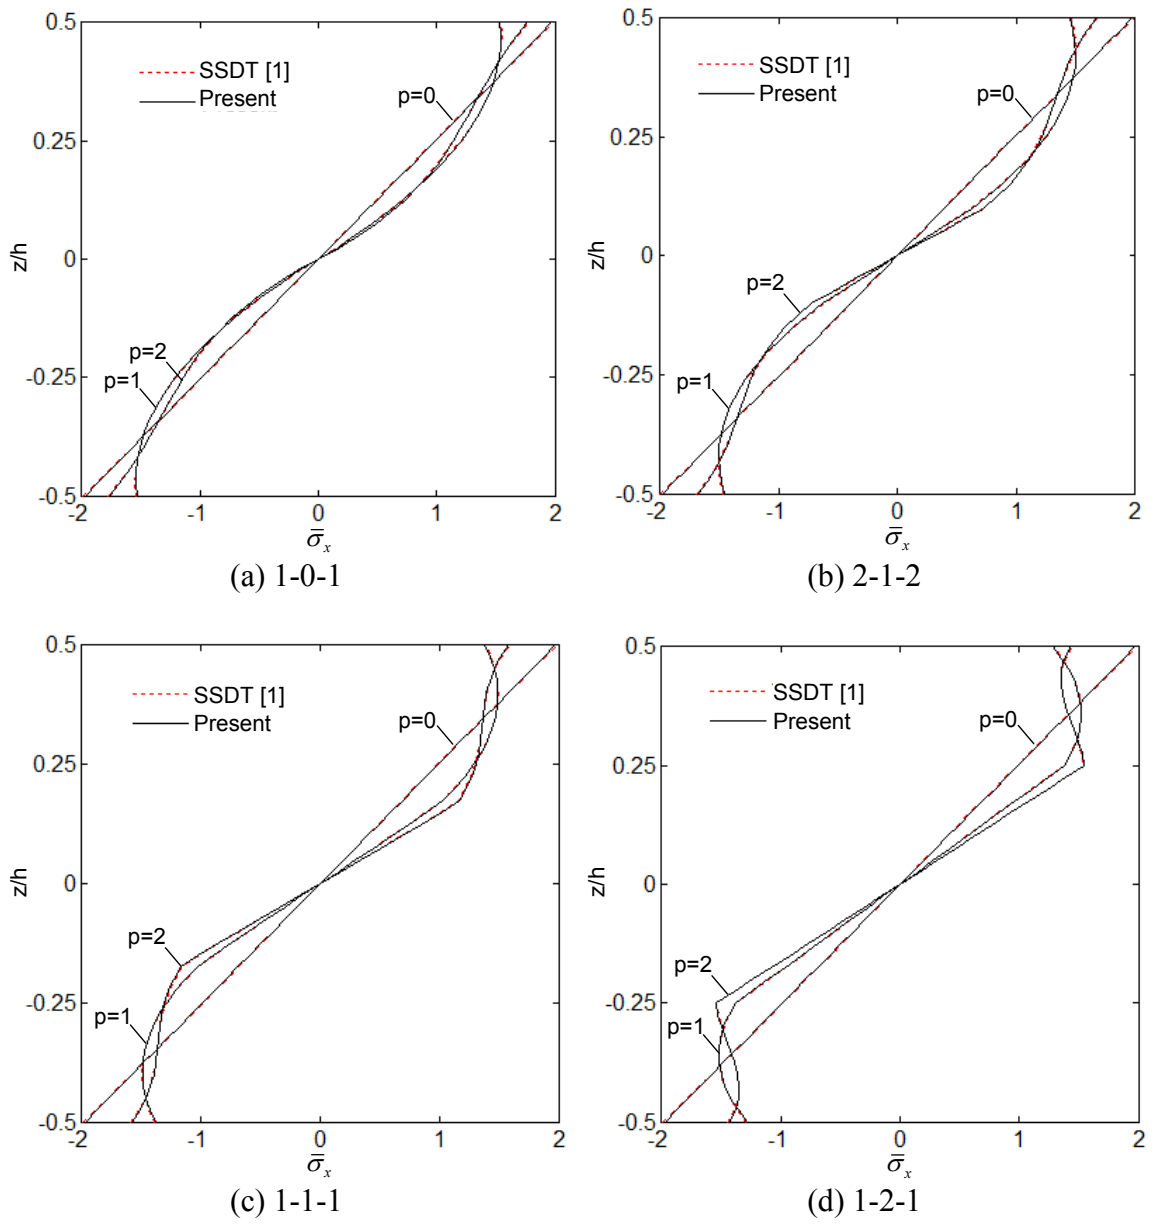 0.5
SSDT [1]
Present
p=0
0.25
z/h
0
p=2
-0.25
p=1
-0.5
-2 -1 0 1 2
σ̅x
(a) 1-0-1
0.5
SSDT [1]
Present
p=0
0.25
z/h
0
p=2
-0.25
p=1
-0.5
-2 -1 0 1 2
σ̅x
(b) 2-1-2
0.5
SSDT [1]
Present
p=0
0.25
z/h
0
p=2
-0.25
p=1
-0.5
-2 -1 0 1 2
σ̅x
(c) 1-1-1
0.5
SSDT [1]
Present
p=0
0.25
z/h
0
p=2
-0.25
p=1
-0.5
-2 -1 0 1 2
σ̅x
(d) 1-2-1